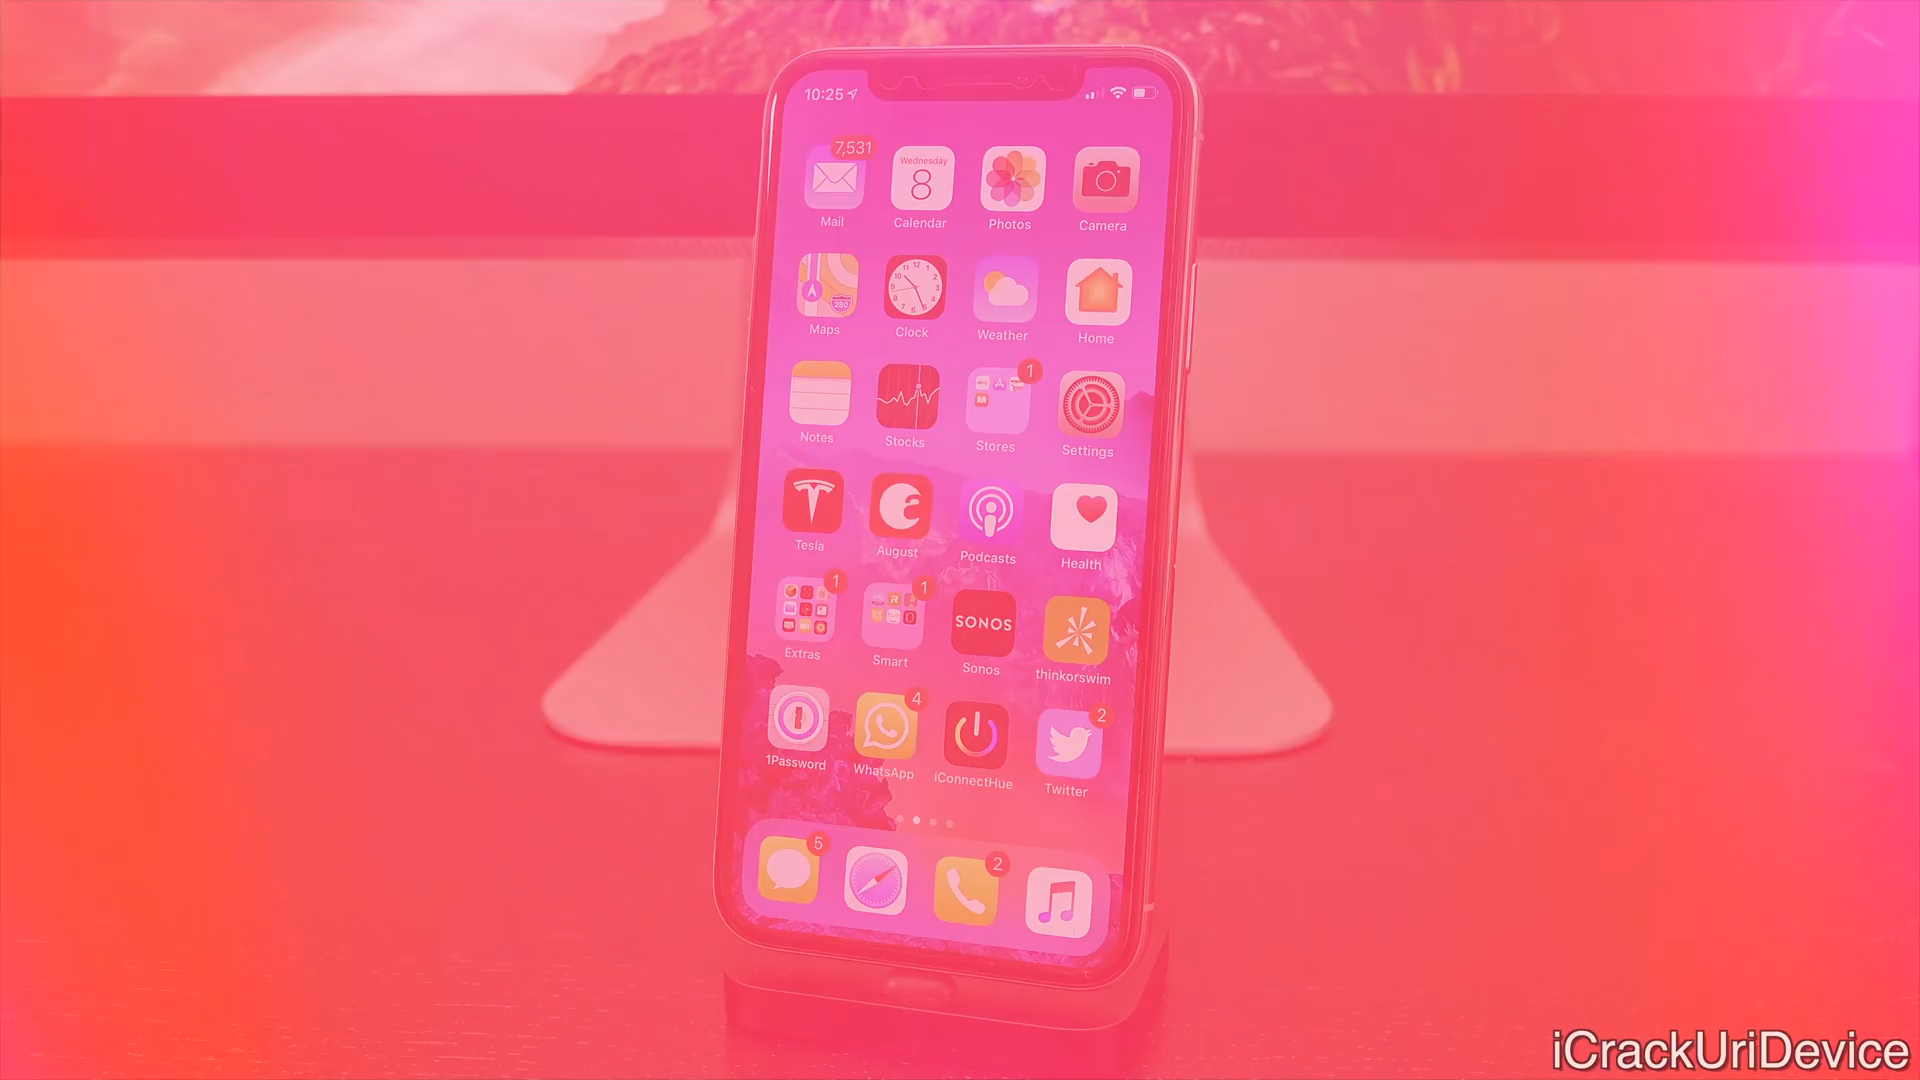 10:25
7,531
Wednesday
8
Mail
Calendar
Photos
Camera
12
280
Maps
Clock
Weather
Home
1
Notes
Stocks
Stores
Settings
Tesla
August
Podcasts
Health
1
1
SONOS
Extras
Smart
Sonos
thinkorswim
4
2
1Password
WhatsApp
iConnectHue
Twitter
5
2
iCrackUriDevice